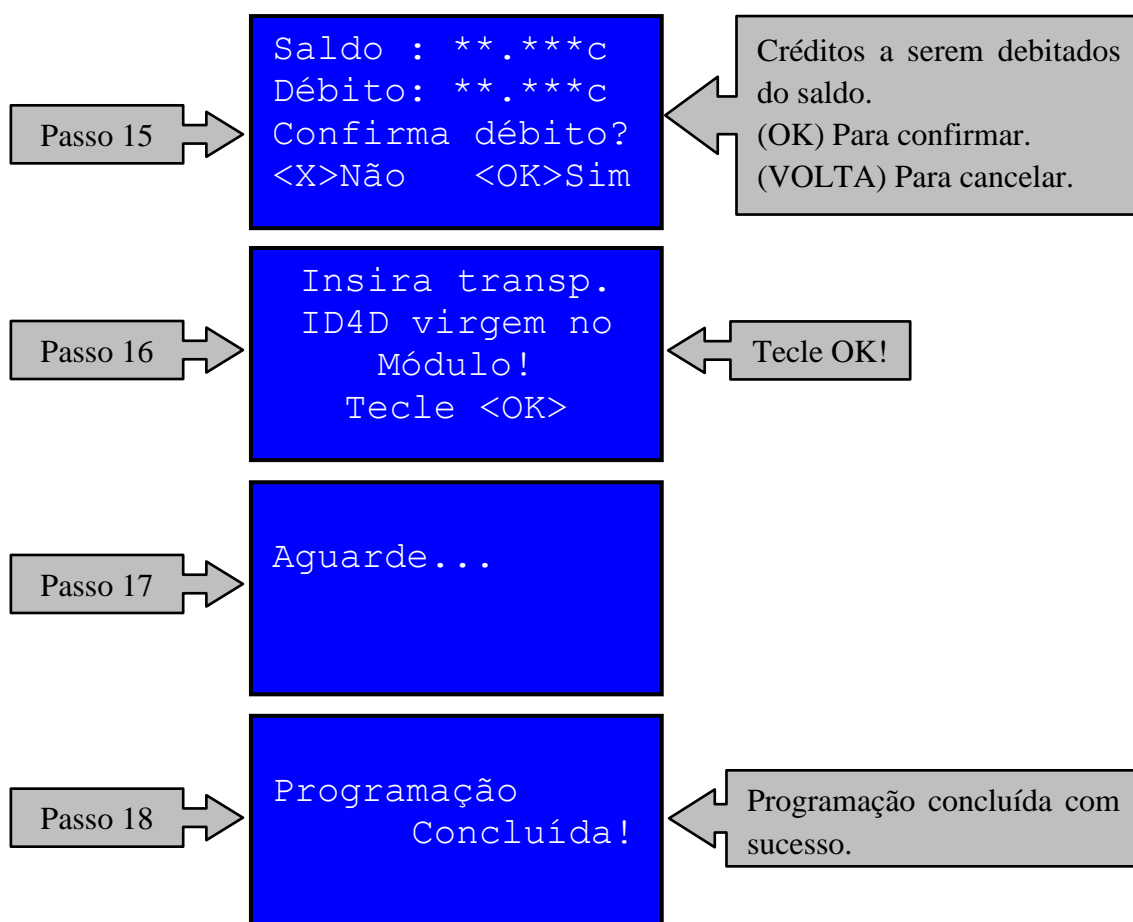 Passo 15
Saldo : **.***c
Débito: **.***c
Confirma débito?
<X>Não <OK>Sim
Créditos a serem debitados
do saldo.
(OK) Para confirmar.
(VOLTA) Para cancelar.
Passo 16
Insira transp.
ID4D virgem no
Módulo!
Tecle <OK>
Tecle OK!
Passo 17
Aguarde...
Passo 18
Programação
Concluída!
Programação concluída com
sucesso.